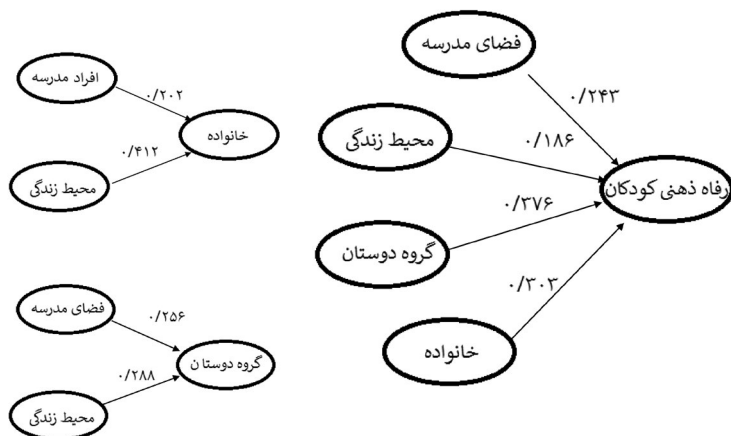 فضای مدرسه
۰/۲۴۳
محیط زندگی
۰/۱۸۶
رفاه ذهنی کودکان
۰/۳۷۶
گروه دوستان
۰/۳۰۳
خانواده
افراد مدرسه
۰/۲۰۲
خانواده
۰/۴۱۲
محیط زندگی
فضای مدرسه
۰/۲۵۶
گروه دوستا ن
۰/۲۸۸
محیط زندگی